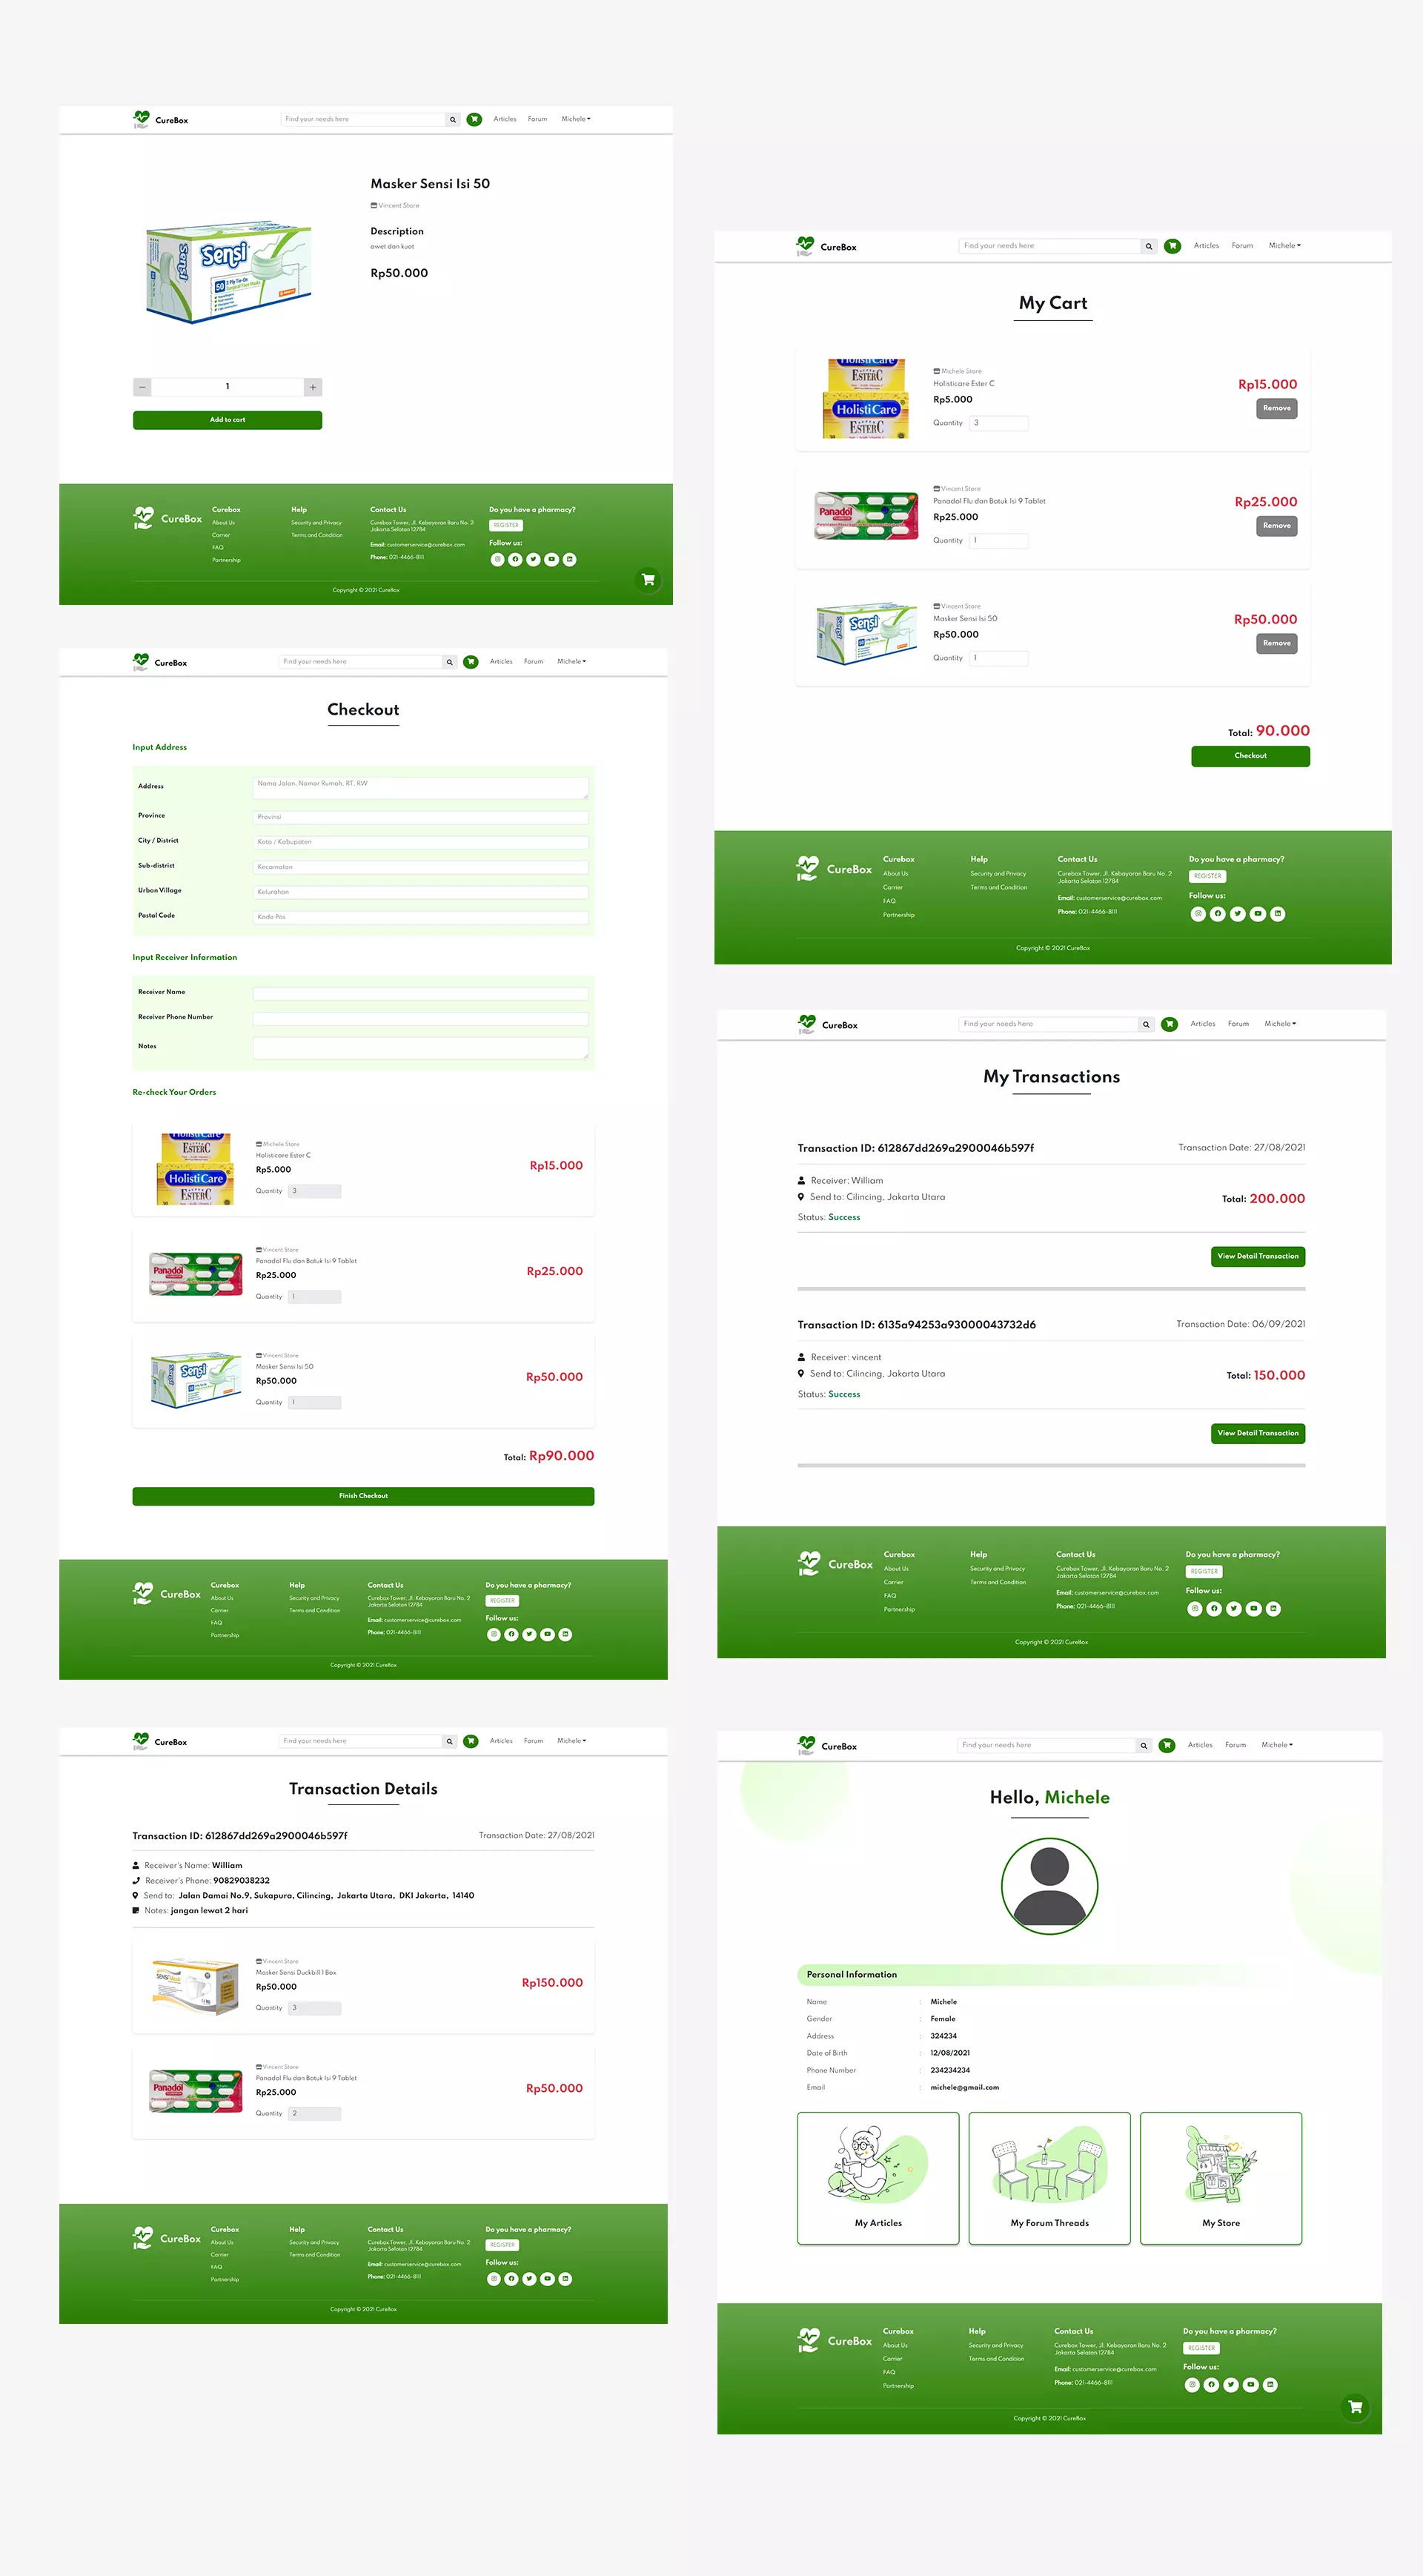 CureBox
Find your needs here
Articles Forum Michele
Masker Sensi Isi 50
Vincent Store
Description
awet dan kuat
Rp50.000
Sensi
Sensi
50
1
Add to cart
CureBox
Curebox
About Us
Carrier
FAQ
Partnership
Help
Security and Privacy
Terms and Condition
Contact Us
Curebox Tower, Jl. Kebayoran Baru No. 2
Jakarta Selatan 12784
Email: customerservice@curebox.com
Phone: 021-4466-8111
Do you have a pharmacy?
REGISTER
Follow us:
Copyright © 2021 CureBox
CureBox
Find your needs here
Articles Forum Michele
My Cart
HolistiCare
ESTERC
HolistiCare
ESTERC
Michele Store
Holisticare Ester C
Rp5.000
Quantity 3
Rp15.000
Remove
Panadol
Vincent Store
Panadol Flu dan Batuk Isi 9 Tablet
Rp25.000
Quantity 1
Rp25.000
Remove
Sensi
Sensi
Vincent Store
Masker Sensi Isi 50
Rp50.000
Quantity 1
Rp50.000
Remove
Total: 90.000
Checkout
CureBox
Curebox
About Us
Carrier
FAQ
Partnership
Help
Security and Privacy
Terms and Condition
Contact Us
Curebox Tower, Jl. Kebayoran Baru No. 2
Jakarta Selatan 12784
Email: customerservice@curebox.com
Phone: 021-4466-8111
Do you have a pharmacy?
REGISTER
Follow us:
Copyright © 2021 CureBox
CureBox
Find your needs here
Articles Forum Michele
Checkout
Input Address
Address Nama Jalan, Nomor Rumah, RT, RW
Province Provinsi
City / District Kota / Kabupaten
Sub-district Kecamatan
Urban Village Kelurahan
Postal Code Kode Pos
Input Receiver Information
Receiver Name
Receiver Phone Number
Notes
Re-check Your Orders
HolistiCare
ESTERC
HolistiCare
ESTERC
Michele Store
Holisticare Ester C
Rp5.000
Quantity 3
Rp15.000
Panadol
Vincent Store
Panadol Flu dan Batuk Isi 9 Tablet
Rp25.000
Quantity 1
Rp25.000
Sensi
Sensi
Vincent Store
Masker Sensi Isi 50
Rp50.000
Quantity 1
Rp50.000
Total: Rp90.000
Finish Checkout
CureBox
Curebox
About Us
Carrier
FAQ
Partnership
Help
Security and Privacy
Terms and Condition
Contact Us
Curebox Tower, Jl. Kebayoran Baru No. 2
Jakarta Selatan 12784
Email: customerservice@curebox.com
Phone: 021-4466-8111
Do you have a pharmacy?
REGISTER
Follow us:
Copyright © 2021 CureBox
CureBox
Find your needs here
Articles Forum Michele
My Transactions
Transaction ID: 612867dd269a2900046b597f Transaction Date: 27/08/2021
Receiver: William
Send to: Cilincing, Jakarta Utara
Total: 200.000
Status: Success
View Detail Transaction
Transaction ID: 6135a94253a93000043732d6 Transaction Date: 06/09/2021
Receiver: vincent
Send to: Cilincing, Jakarta Utara
Total: 150.000
Status: Success
View Detail Transaction
CureBox
Curebox
About Us
Carrier
FAQ
Partnership
Help
Security and Privacy
Terms and Condition
Contact Us
Curebox Tower, Jl. Kebayoran Baru No. 2
Jakarta Selatan 12784
Email: customerservice@curebox.com
Phone: 021-4466-8111
Do you have a pharmacy?
REGISTER
Follow us:
Copyright © 2021 CureBox
CureBox
Find your needs here
Articles Forum Michele
Transaction Details
Transaction ID: 612867dd269a2900046b597f Transaction Date: 27/08/2021
Receiver's Name: William
Receiver's Phone: 90829038232
Send to: Jalan Damai No.9, Sukapura, Cilincing, Jakarta Utara, DKI Jakarta, 14140
Notes: jangan lewat 2 hari
Vincent Store
Masker Sensi Duckbill 1 Box
Rp50.000
Quantity 3
Rp150.000
Panadol
Vincent Store
Panadol Flu dan Batuk Isi 9 Tablet
Rp25.000
Quantity 2
Rp50.000
CureBox
Curebox
About Us
Carrier
FAQ
Partnership
Help
Security and Privacy
Terms and Condition
Contact Us
Curebox Tower, Jl. Kebayoran Baru No. 2
Jakarta Selatan 12784
Email: customerservice@curebox.com
Phone: 021-4466-8111
Do you have a pharmacy?
REGISTER
Follow us:
Copyright © 2021 CureBox
CureBox
Find your needs here
Articles Forum Michele
Hello, Michele
Personal Information
Name : Michele
Gender : Female
Address : 324234
Date of Birth : 12/08/2021
Phone Number : 234234234
Email : michele@gmail.com
My Articles
My Forum Threads
My Store
CureBox
Curebox
About Us
Carrier
FAQ
Partnership
Help
Security and Privacy
Terms and Condition
Contact Us
Curebox Tower, Jl. Kebayoran Baru No. 2
Jakarta Selatan 12784
Email: customerservice@curebox.com
Phone: 021-4466-8111
Do you have a pharmacy?
REGISTER
Follow us:
Copyright © 2021 CureBox